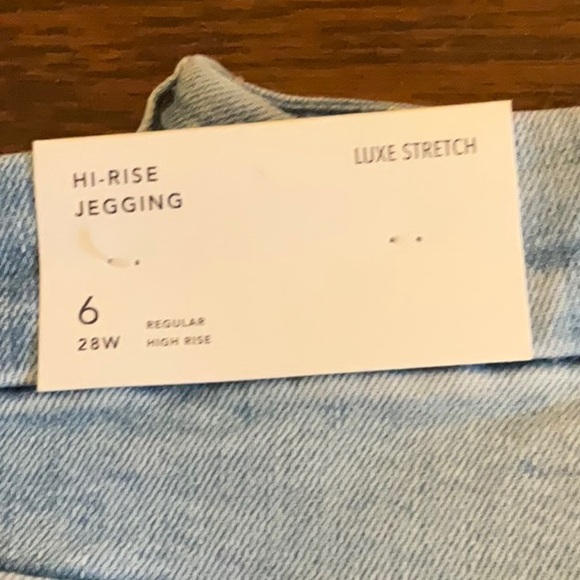 HI-RISE
JEGGING
LUXE STRETCH
6
28W
REGULAR
HIGH RISE